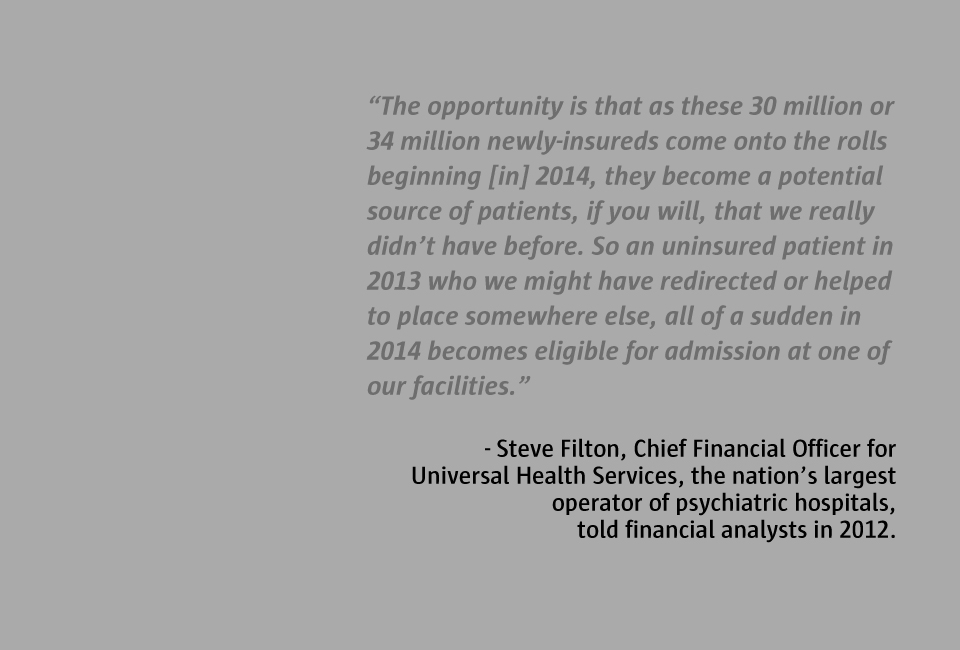 “The opportunity is that as these 30 million or
34 million newly-insureds come onto the rolls
beginning [in] 2014, they become a potential
source of patients, if you will, that we really
didn’t have before. So an uninsured patient in
2013 who we might have redirected or helped
to place somewhere else, all of a sudden in
2014 becomes eligible for admission at one of
our facilities.”
- Steve Filton, Chief Financial Officer for
Universal Health Services, the nation’s largest
operator of psychiatric hospitals,
told financial analysts in 2012.